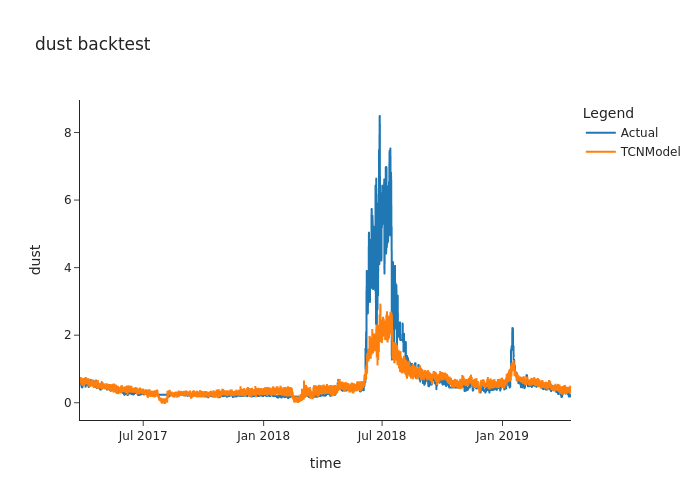 dust backtest
Legend
Actual
TCNModel
dust
8
6
4
2
0
Jul 2017
Jan 2018
Jul 2018
Jan 2019
time